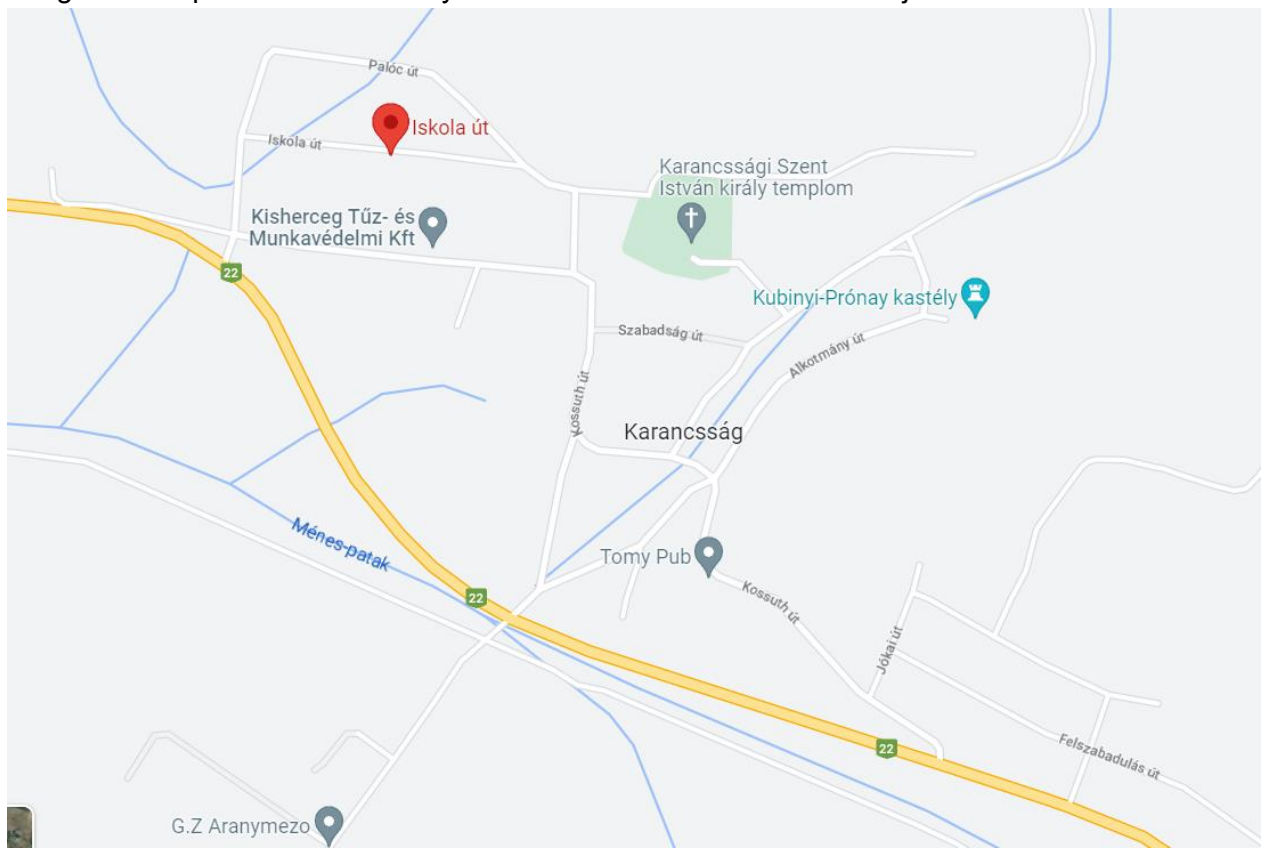 Palóc út
Iskola út
Iskola út
Karancssági Szent
István király templom
Kisherceg Tűz- és
Munkavédelmi Kft
22
Kubinyi-Prónay kastély
Szabadság út
Alkotmány út
Kossuth út
Karancsság
Ménes-patak
Tomy Pub
22
Kossuth út
Jókai út
22
Felszabadulás út
G.Z Aranymezo